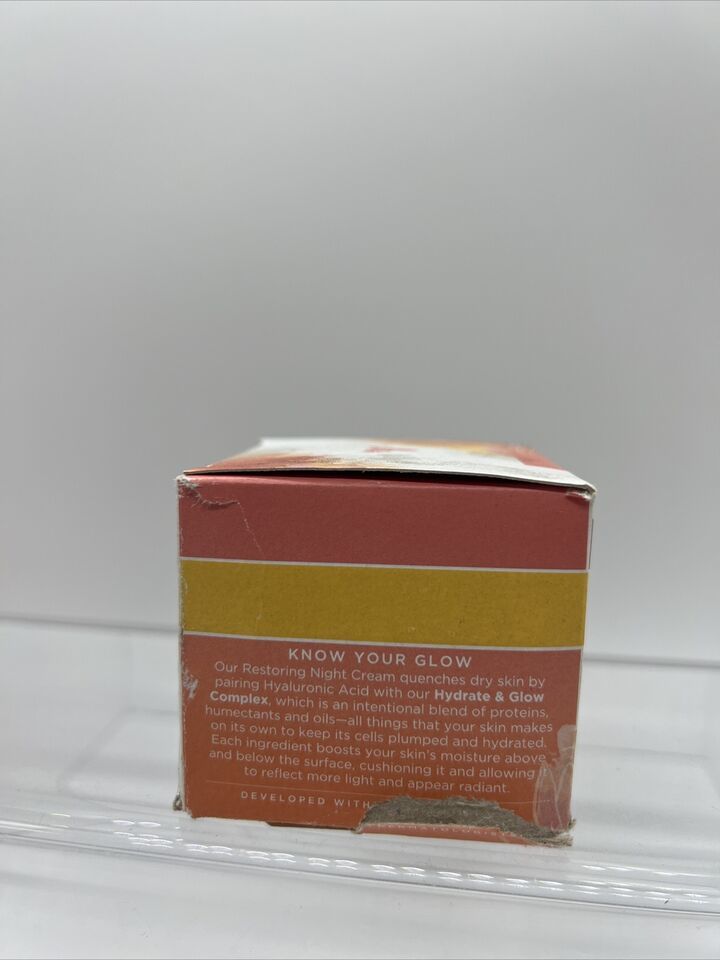 KNOW YOUR GLOW
Our Restoring Night Cream quenches dry skin by
pairing Hyaluronic Acid with our Hydrate & Glow
Complex, which is an intentional blend of proteins,
humectants and oils—all things that your skin makes
on its own to keep its cells plumped and hydrated.
Each ingredient boosts your skin's moisture above
and below the surface, cushioning it and allowing it
to reflect more light and appear radiant.
DEVELOPED WITH